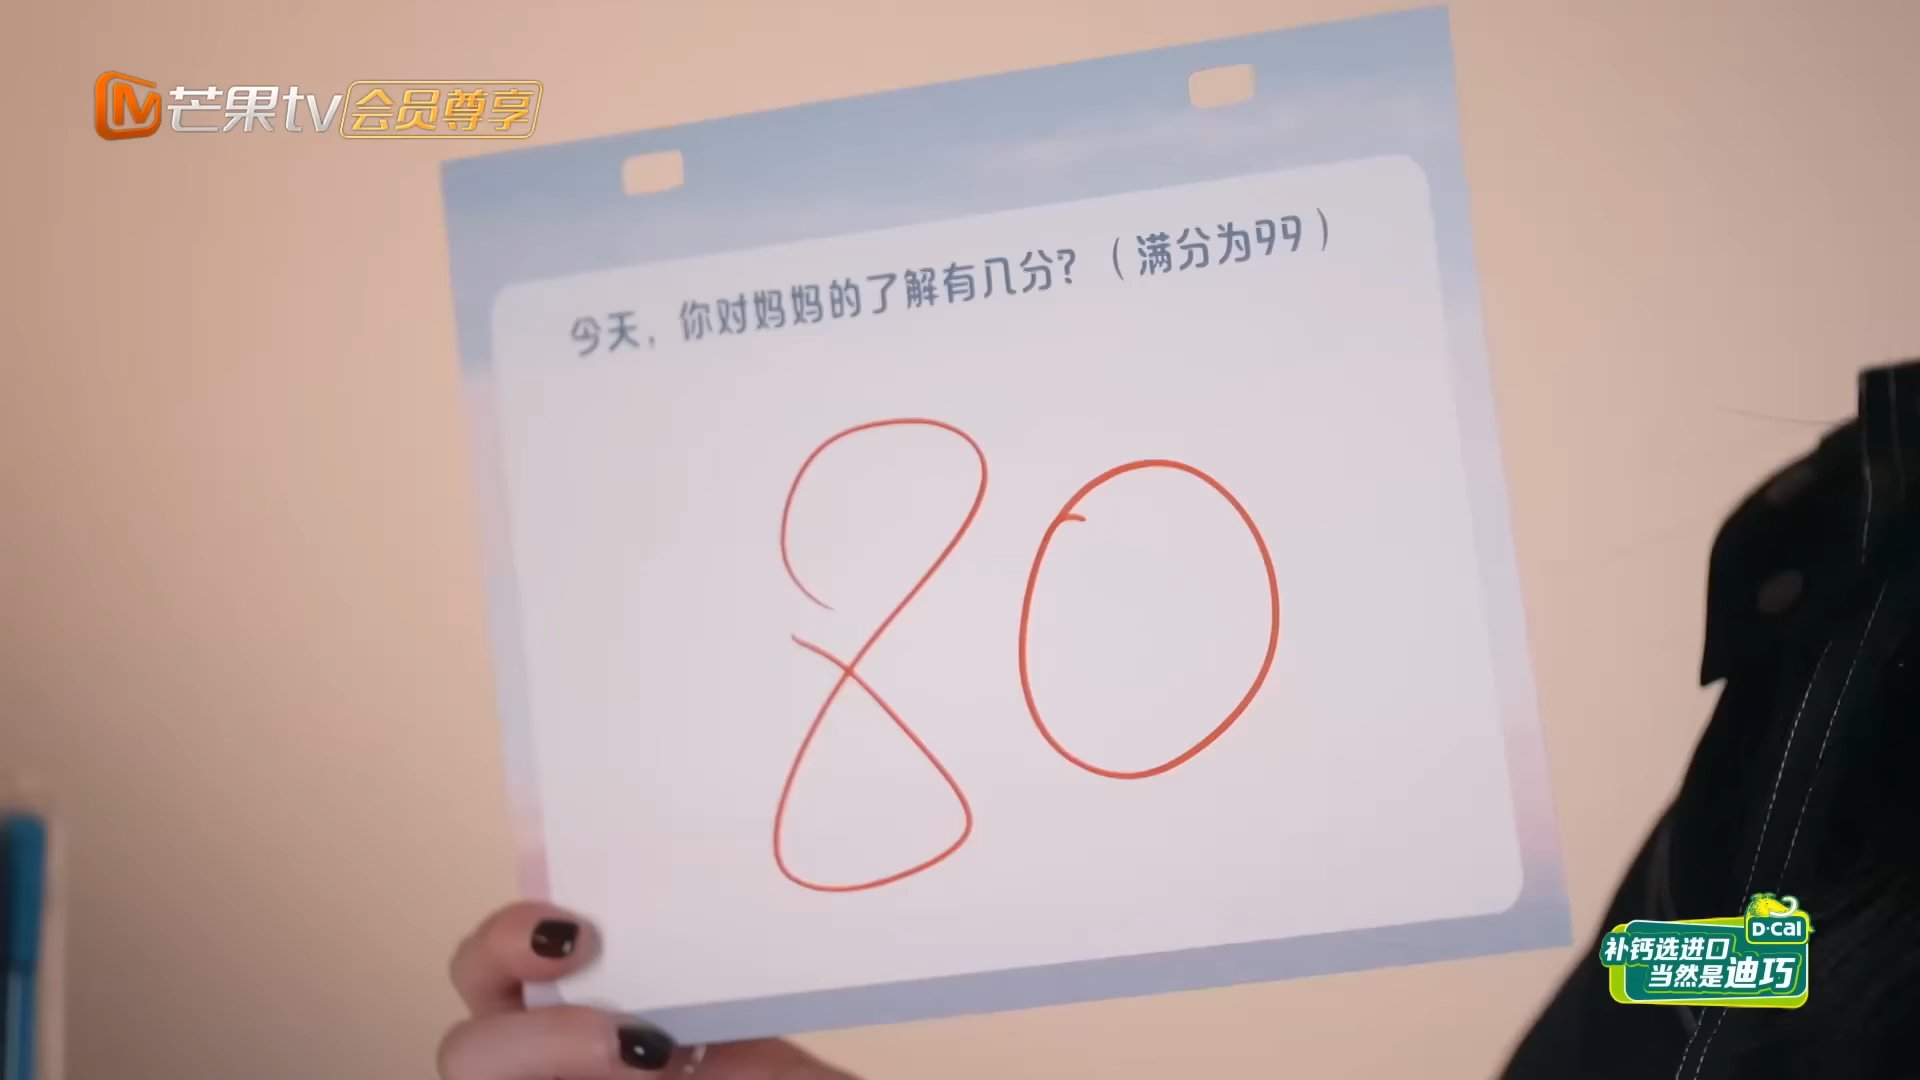 芒果tv会员尊享
今天，你对妈妈的了解有几分？（满分为99）
80
D·cal
补钙选进口
当然是迪巧